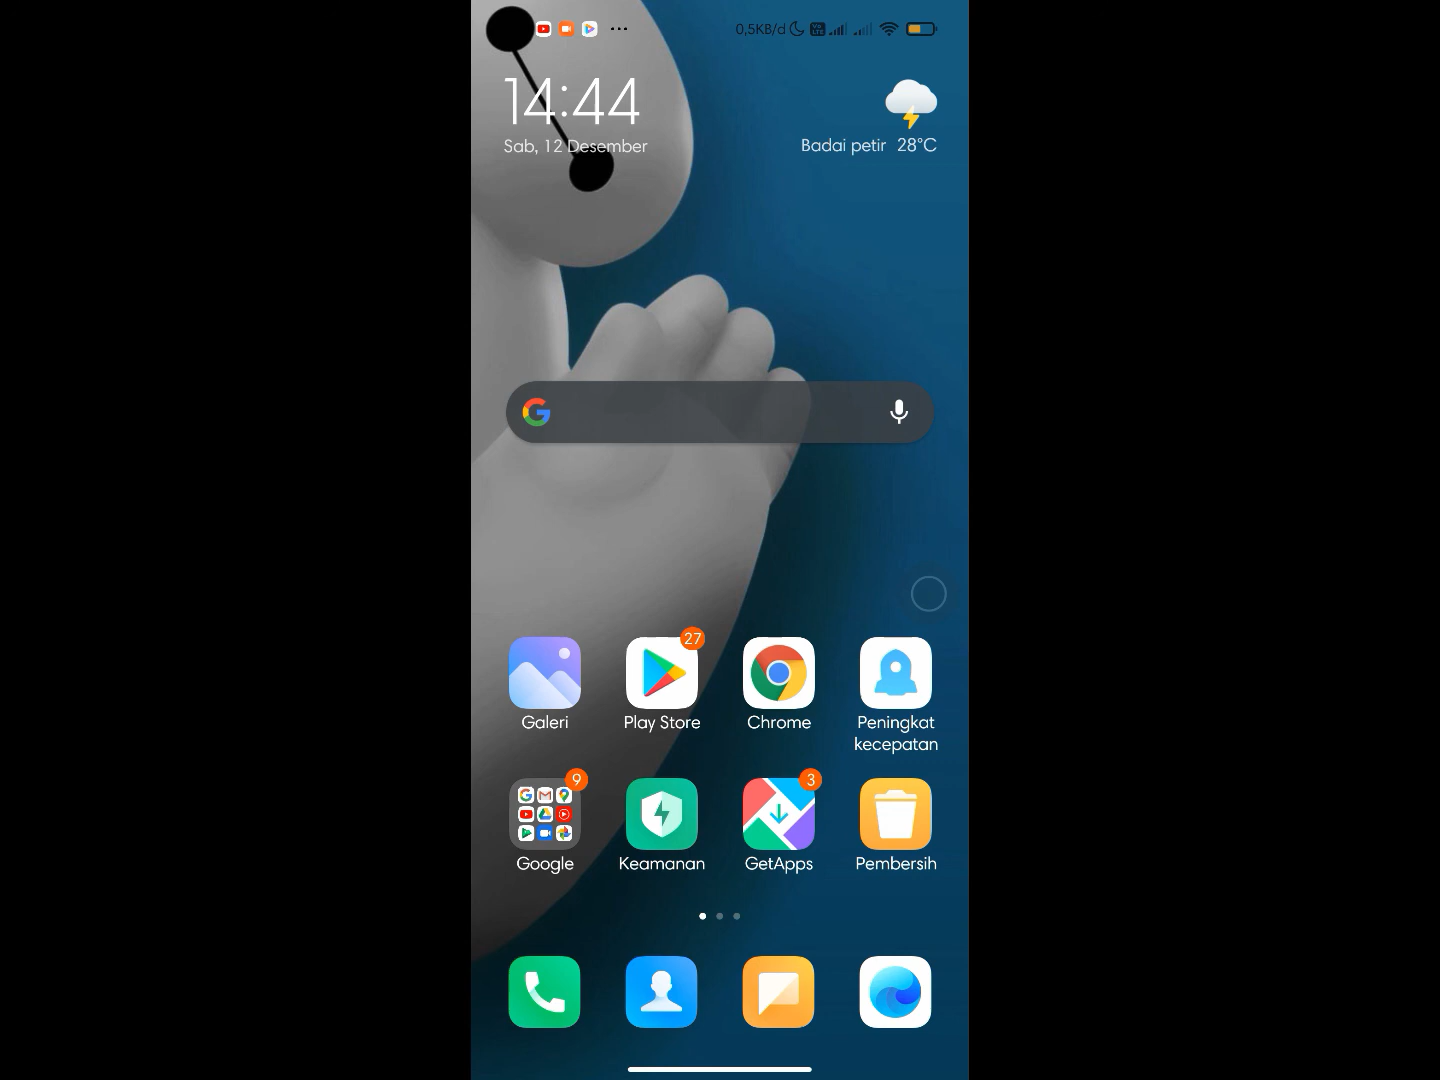 0,5KB/d
14:44
Sab, 12 Desember
Badai petir 28°C
27
Galeri
Play Store
Chrome
Peningkat
kecepatan
9
3
Google
Keamanan
GetApps
Pembersih